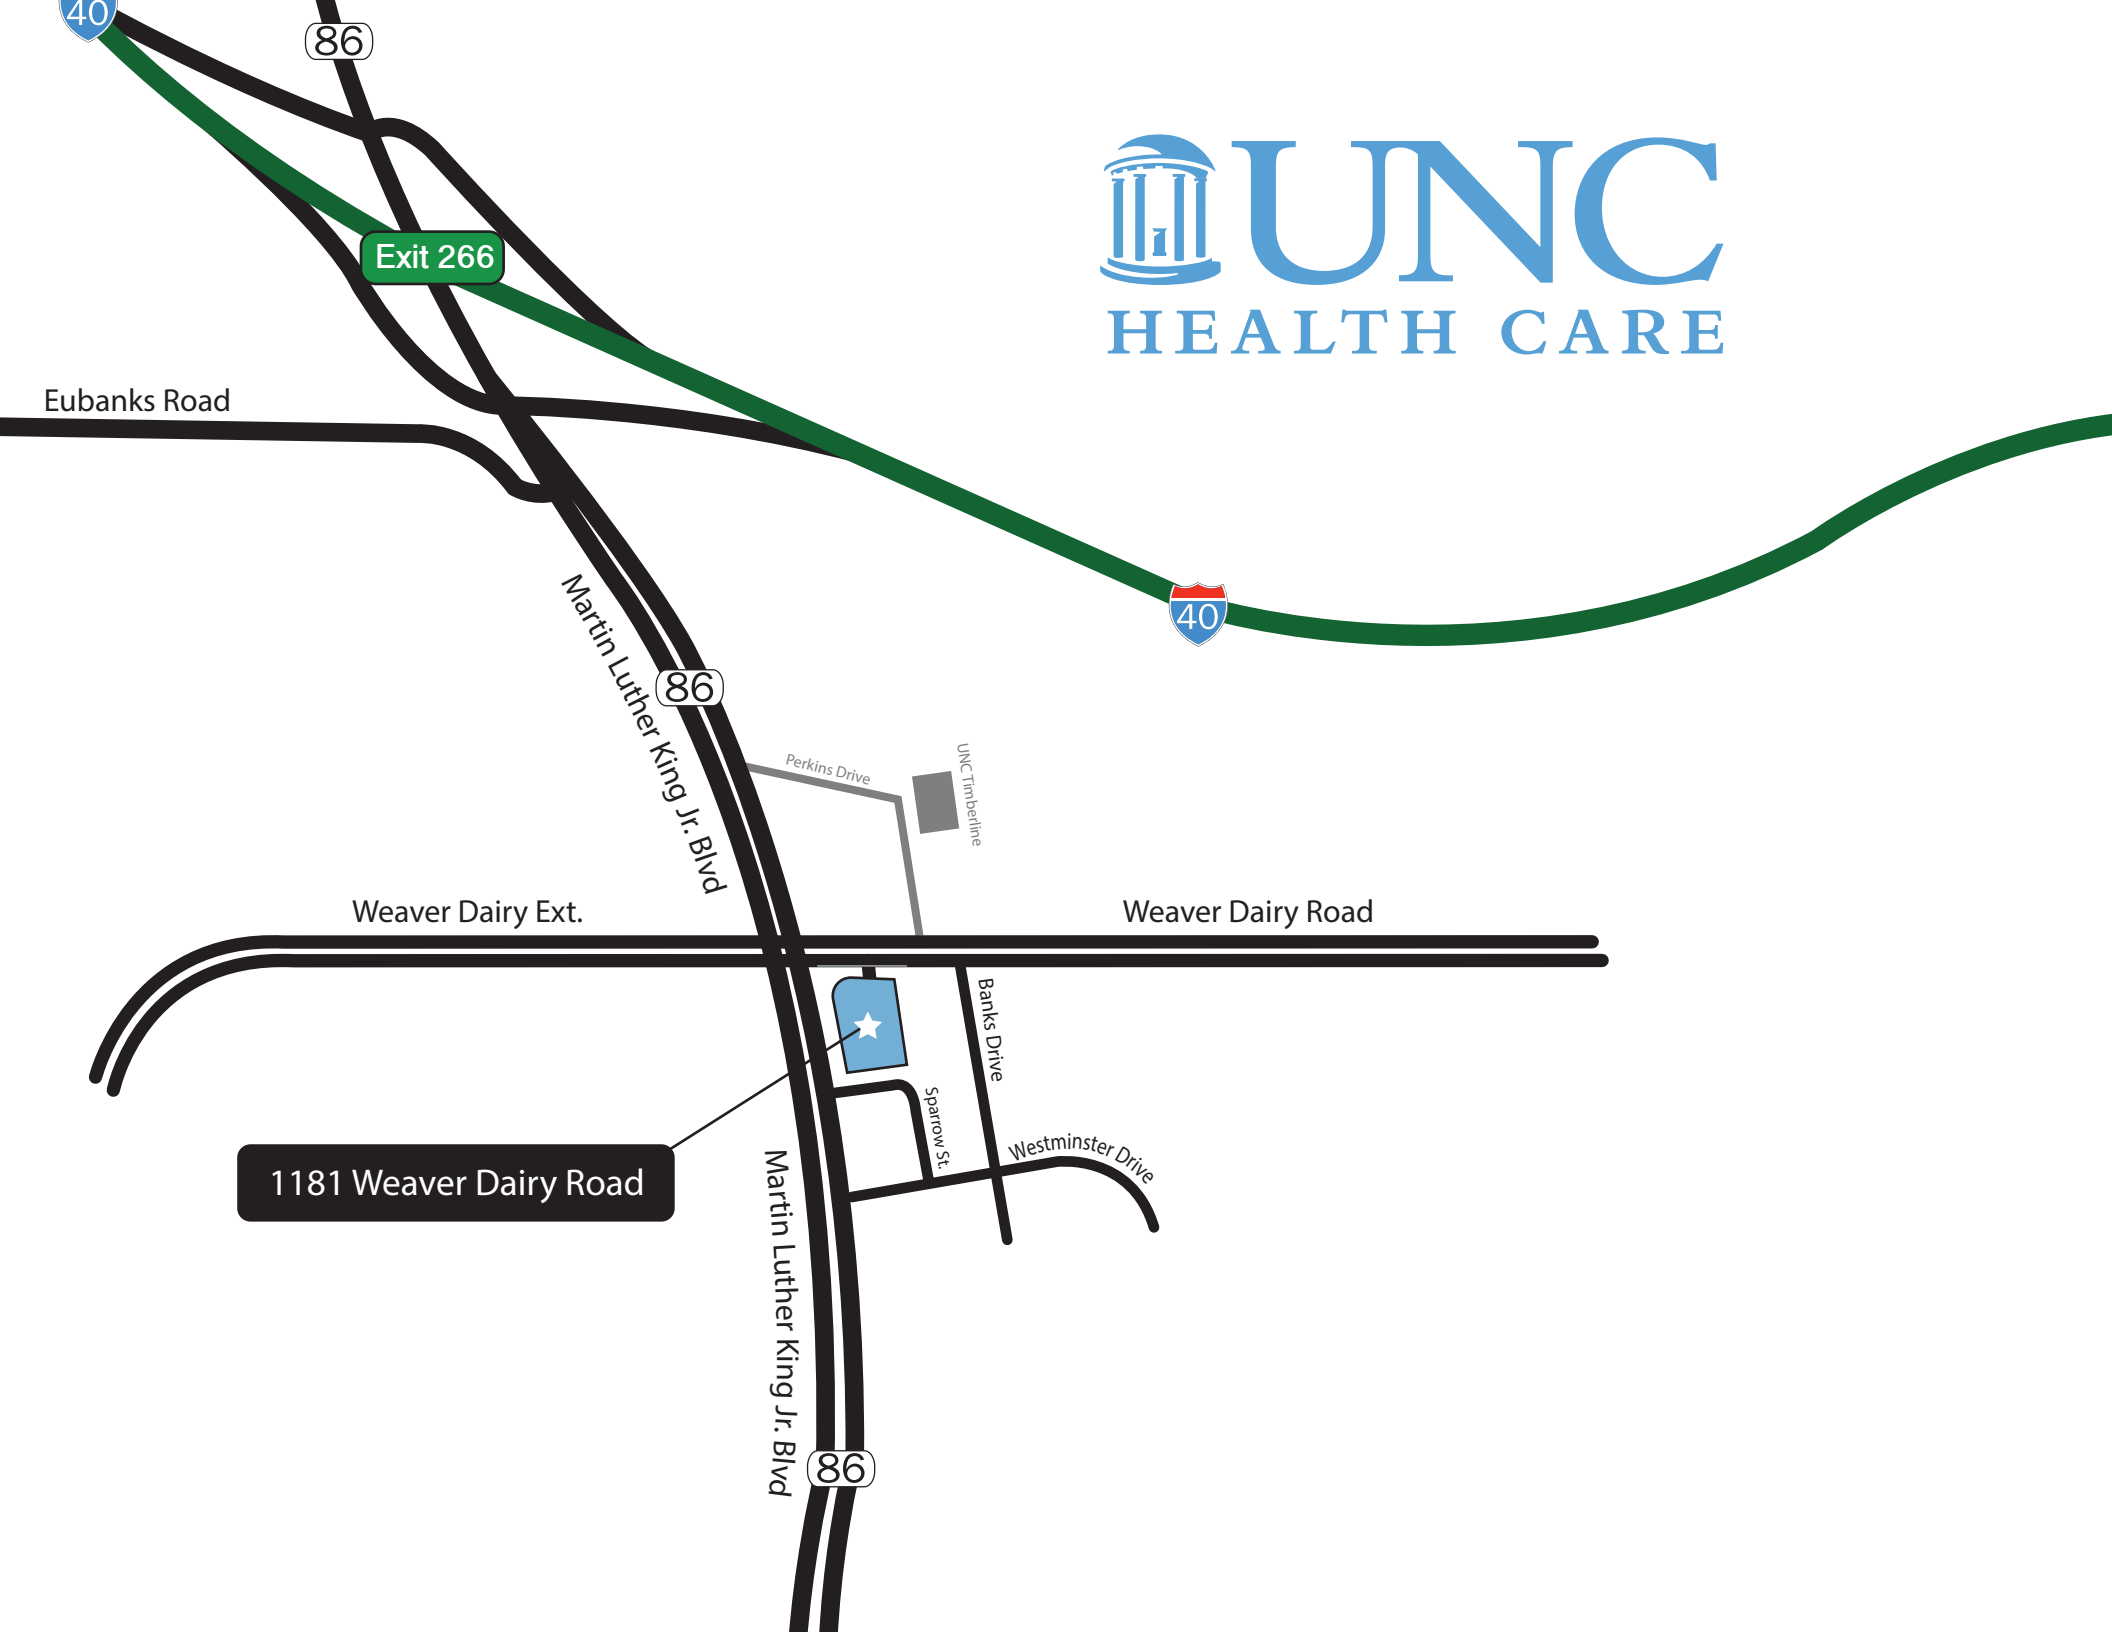 40
86
UNC
HEALTH CARE
Exit 266
Eubanks Road
40
Martin Luther King Jr. Blvd
86
Perkins Drive
UNC Timberline
Weaver Dairy Ext.
Weaver Dairy Road
Banks Drive
Sparrow St.
Westminster Drive
1181 Weaver Dairy Road
Martin Luther King Jr. Blvd
86